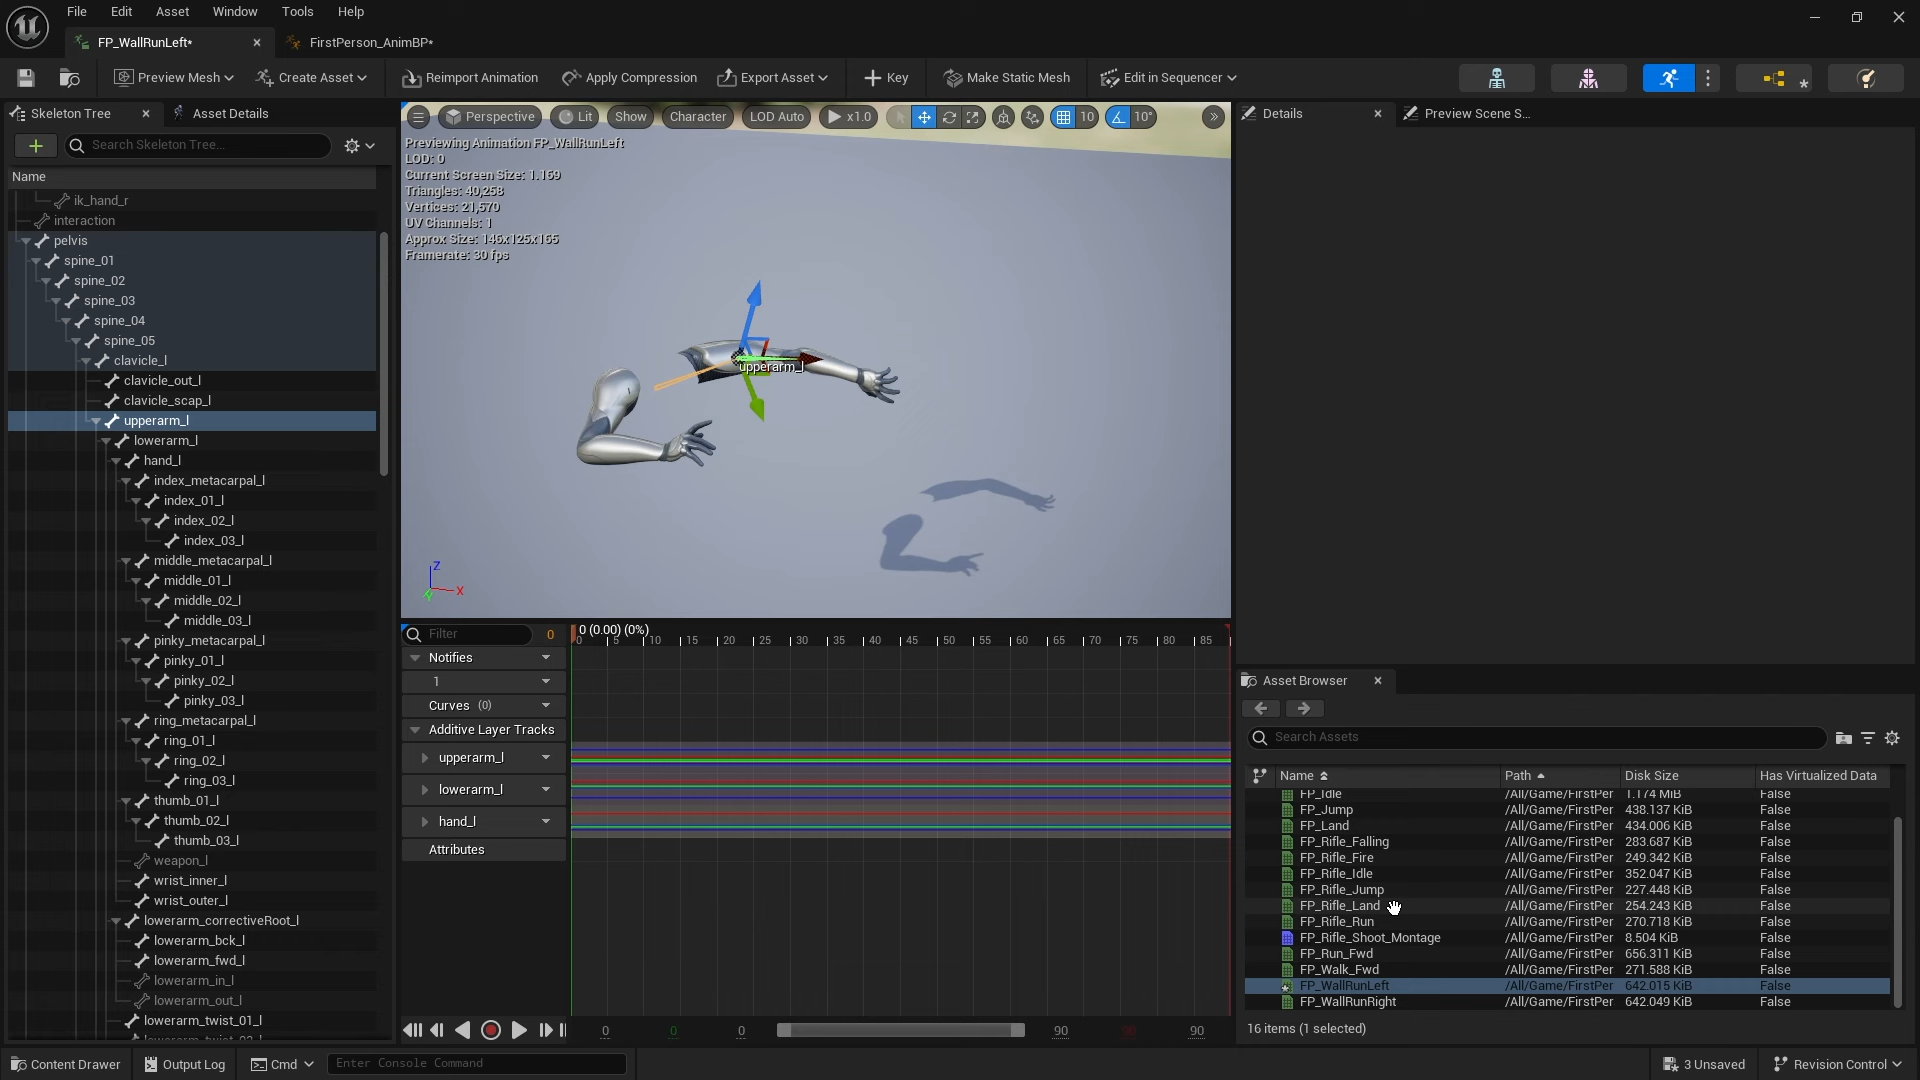 File Edit Asset Window Tools Help
FP_WallRunLeft*
FirstPerson_AnimBP*
Preview Mesh
Create Asset
Reimport Animation
Apply Compression
Export Asset
Key
Make Static Mesh
Edit in Sequencer
Skeleton Tree
Asset Details
Search Skeleton Tree...
Name
ik_hand_r
interaction
pelvis
spine_01
spine_02
spine_03
spine_04
spine_05
clavicle_l
clavicle_out_l
clavicle_scap_l
upperarm_l
lowerarm_l
hand_l
index_metacarpal_l
index_01_l
index_02_l
index_03_l
middle_metacarpal_l
middle_01_l
middle_02_l
middle_03_l
pinky_metacarpal_l
pinky_01_l
pinky_02_l
pinky_03_l
ring_metacarpal_l
ring_01_l
ring_02_l
ring_03_l
thumb_01_l
thumb_02_l
thumb_03_l
weapon_l
wrist_inner_l
wrist_outer_l
lowerarm_correctiveRoot_l
lowerarm_bck_l
lowerarm_fwd_l
lowerarm_in_l
lowerarm_out_l
lowerarm_twist_01_l
Perspective Lit Show Character LOD Auto x1.0 10 10°
Previewing Animation FP_WallRunLeft
LOD: 0
Current Screen Size: 1.169
Triangles: 40,258
Vertices: 21,570
UV Channels: 1
Approx Size: 146x125x165
Framerate: 30 fps
upperarm_l
Z
X
Y
Filter
0
0 (0.00) (0%)
0 5 10 15 20 25 30 35 40 45 50 55 60 65 70 75 80 85
Notifies
1
Curves (0)
Additive Layer Tracks
upperarm_l
lowerarm_l
hand_l
Attributes
0 0 0 90 90 90
Details
Preview Scene S...
Asset Browser
Search Assets
Name Path Disk Size Has Virtualized Data
FP_Idle /All/Game/FirstPer 1.174 MiB False
FP_Jump /All/Game/FirstPer 438.137 KiB False
FP_Land /All/Game/FirstPer 434.006 KiB False
FP_Rifle_Falling /All/Game/FirstPer 283.687 KiB False
FP_Rifle_Fire /All/Game/FirstPer 249.342 KiB False
FP_Rifle_Idle /All/Game/FirstPer 352.047 KiB False
FP_Rifle_Jump /All/Game/FirstPer 227.448 KiB False
FP_Rifle_Land /All/Game/FirstPer 254.243 KiB False
FP_Rifle_Run /All/Game/FirstPer 270.718 KiB False
FP_Rifle_Shoot_Montage /All/Game/FirstPer 8.504 KiB False
FP_Run_Fwd /All/Game/FirstPer 656.311 KiB False
FP_Walk_Fwd /All/Game/FirstPer 271.588 KiB False
FP_WallRunLeft /All/Game/FirstPer 642.015 KiB False
FP_WallRunRight /All/Game/FirstPer 642.049 KiB False
16 items (1 selected)
Content Drawer
Output Log
Cmd
Enter Console Command
3 Unsaved
Revision Control